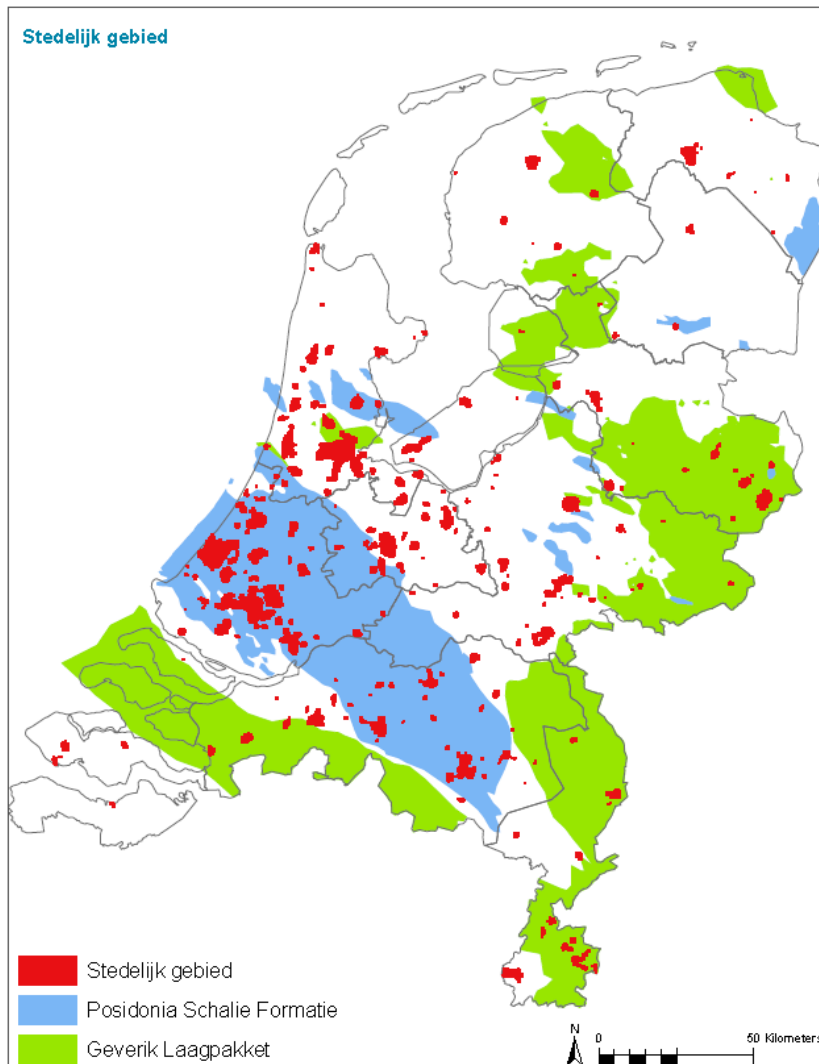 Stedelijk gebied
Stedelijk gebied
Posidonia Schalie Formatie
Geverik Laagpakket
N
0 50 Kilometers